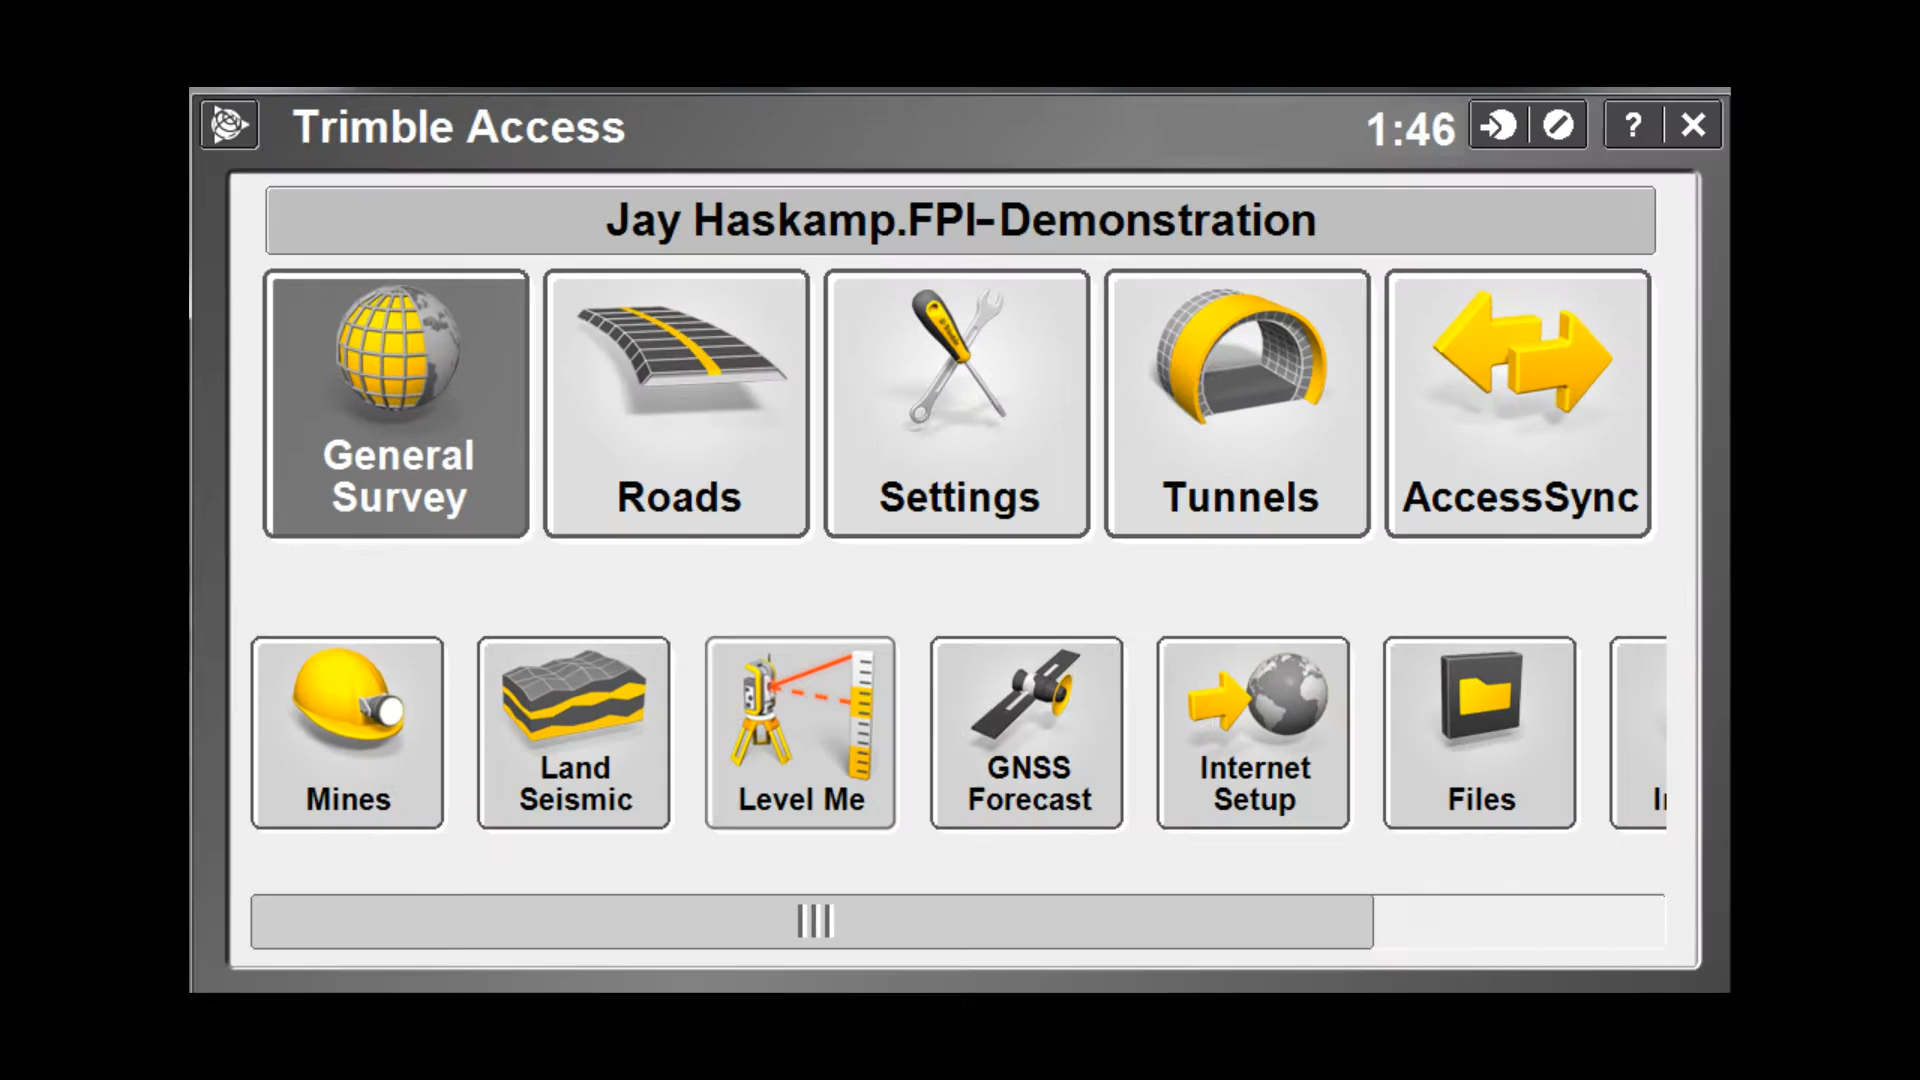 Trimble Access
1:46
?
Jay Haskamp.FPI-Demonstration
General
Survey
Roads
Settings
Tunnels
AccessSync
Mines
Land
Seismic
Level Me
GNSS
Forecast
Internet
Setup
Files